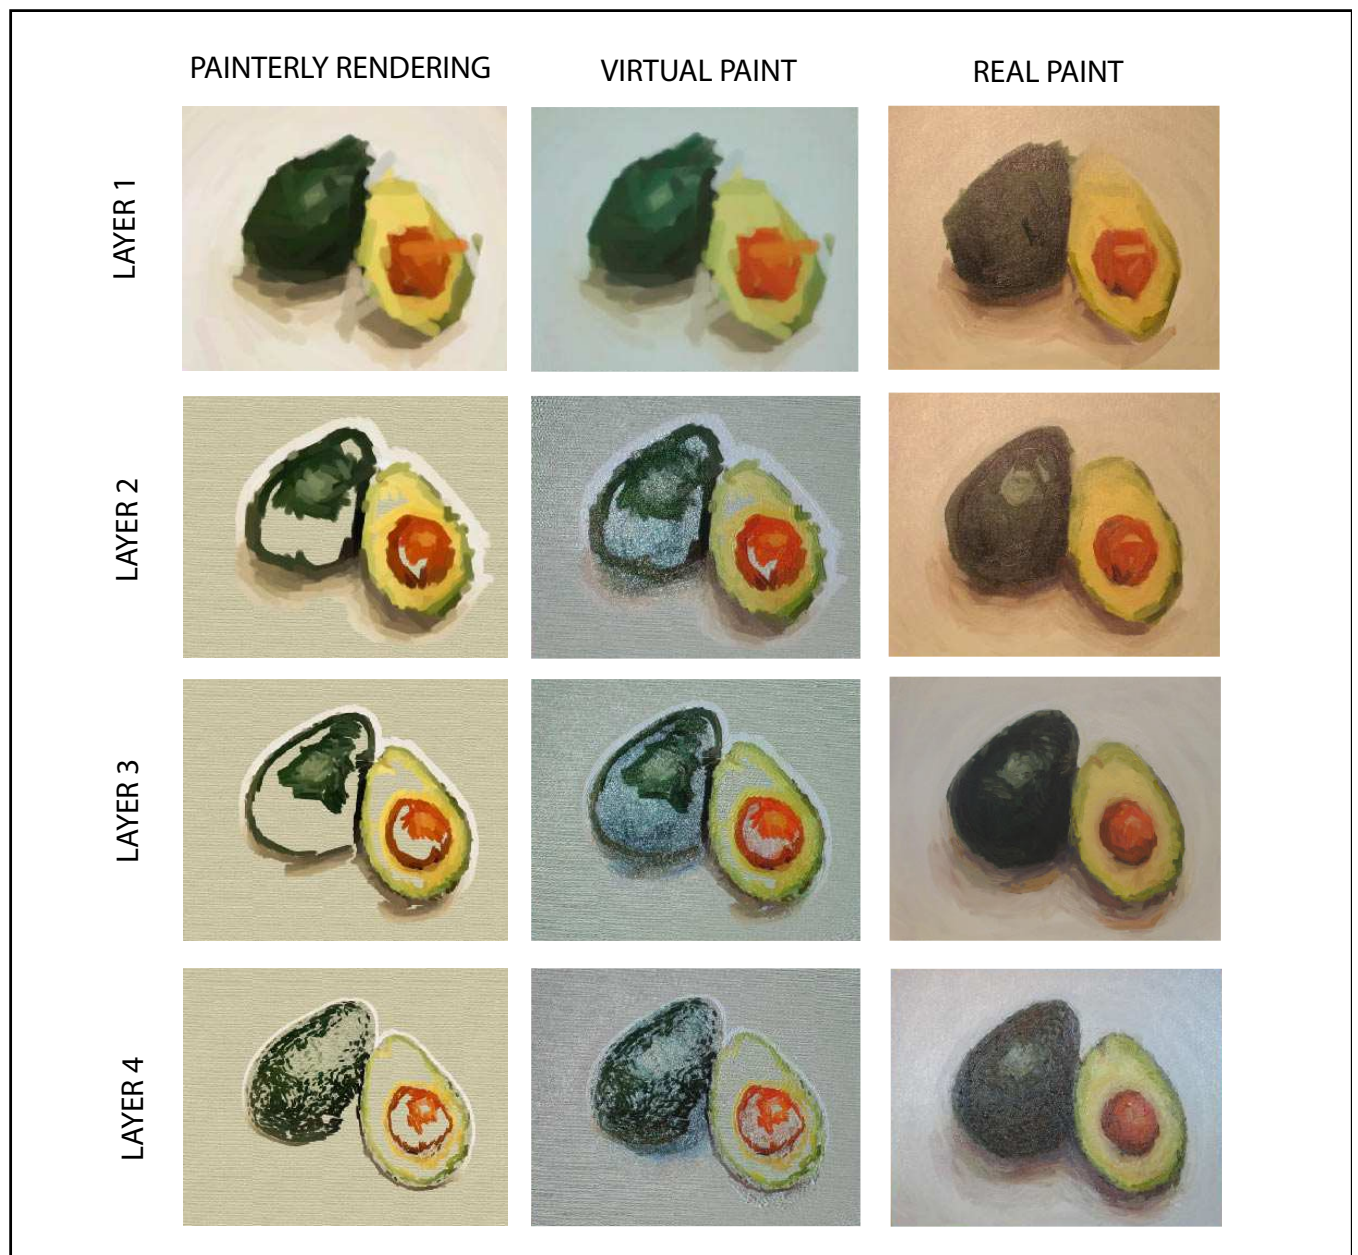 PAINTERLY RENDERING
VIRTUAL PAINT
REAL PAINT
LAYER 1
LAYER 2
LAYER 3
LAYER 4